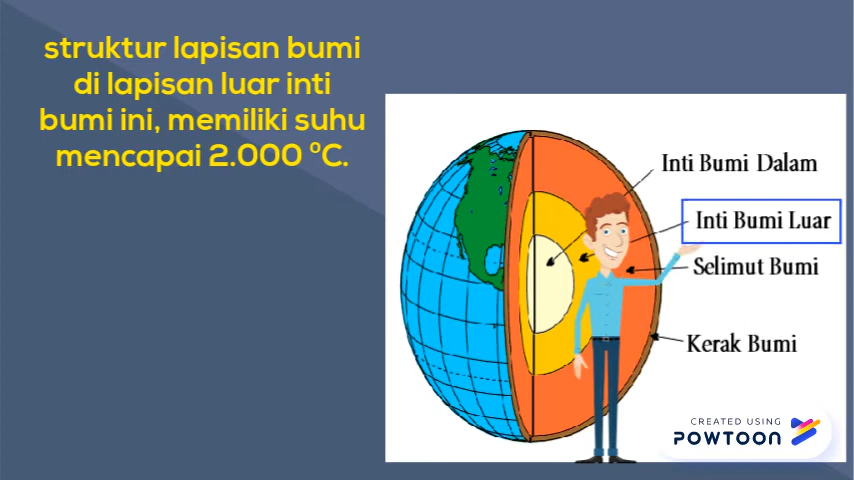 struktur lapisan bumi
di lapisan luar inti
bumi ini, memiliki suhu
mencapai 2.000 ºC.
Inti Bumi Dalam
Inti Bumi Luar
Selimut Bumi
Kerak Bumi
CREATED USING
POWTOON